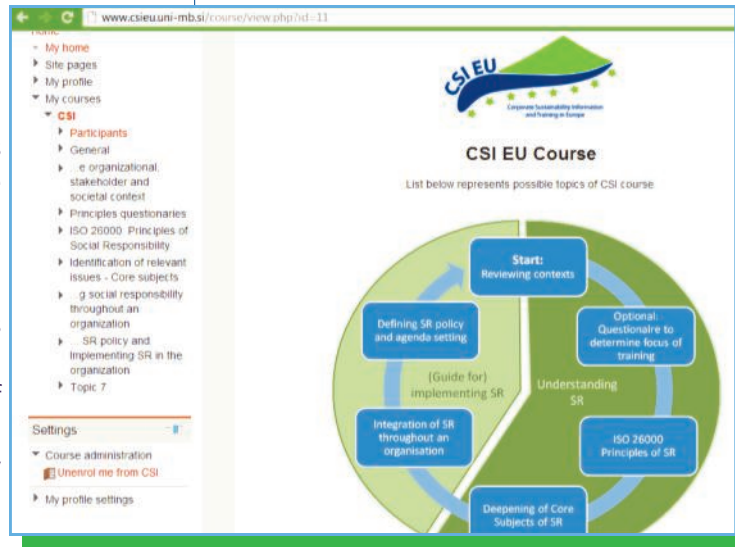 www.csieu.uni-mb.si/course/view.php?id=11
Home
My home
Site pages
My profile
My courses
CSI
Participants
General
...e organizational,
stakeholder and
societal context
Principles questionaries
ISO 26000 Principles of
Social Responsibility
Identification of relevant
issues - Core subjects
...g social responsibility
throughout an
organization
... SR policy and
Implementing SR in the
organization
Topic 7
Settings
Course administration
Unenrol me from CSI
My profile settings
CSI EU
Corporate Sustainability Information
and Training in Europe
CSI EU Course
List below represents possible topics of CSI course
Start:
Reviewing contexts
Optional:
Questionaire to
determine focus of
training
Understanding
SR
ISO 26000
Principles of SR
Deepening of Core
Subjects of SR
Integration of SR
throughout an
organisation
(Guide for)
implementing SR
Defining SR policy
and agenda setting